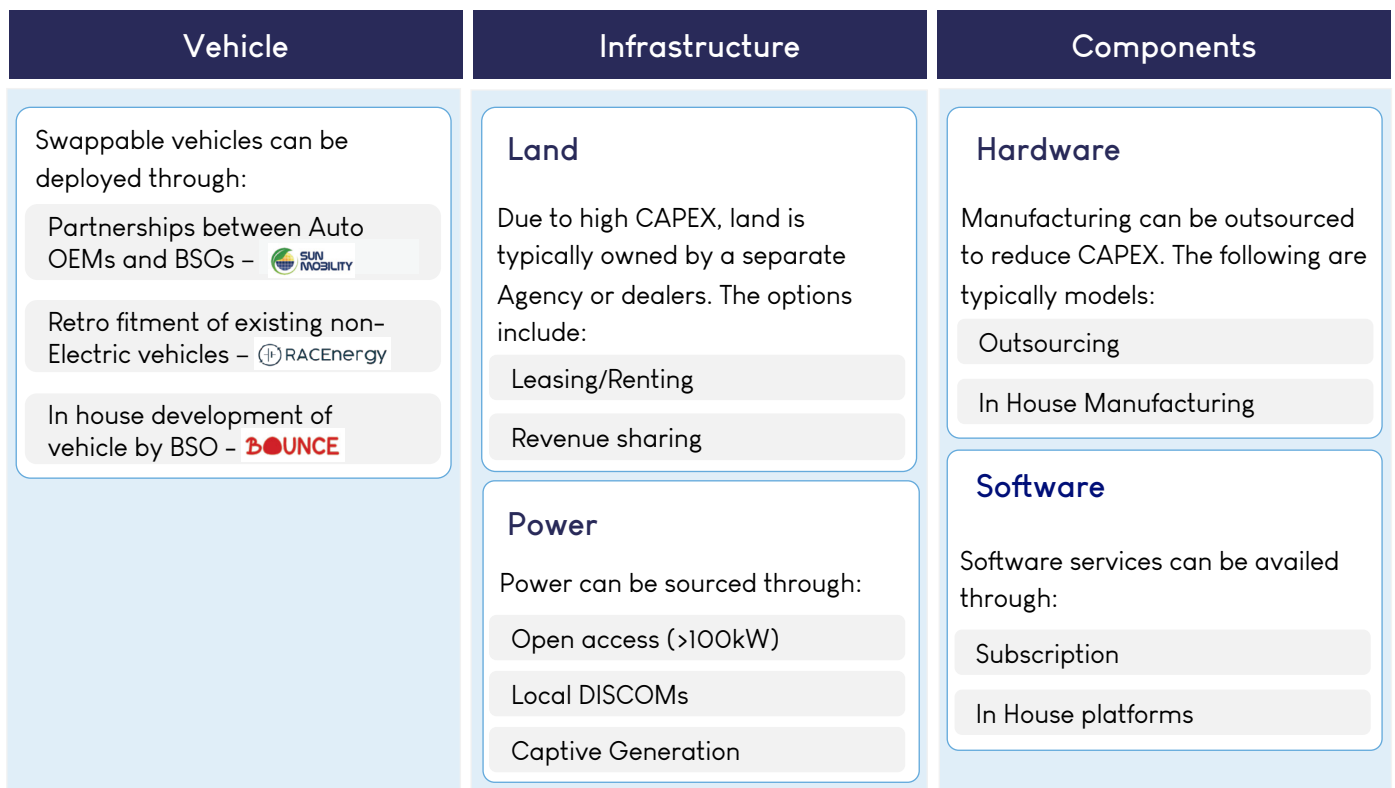 Vehicle
Swappable vehicles can be
deployed through:
Partnerships between Auto
OEMs and BSOs –
SUN
MOBILITY
Retro fitment of existing non-
Electric vehicles – RACEnergy
In house development of
vehicle by BSO – BOUNCE
Infrastructure
Land
Due to high CAPEX, land is
typically owned by a separate
Agency or dealers. The options
include:
Leasing/Renting
Revenue sharing
Power
Power can be sourced through:
Open access (>100kW)
Local DISCOMs
Captive Generation
Components
Hardware
Manufacturing can be outsourced
to reduce CAPEX. The following are
typically models:
Outsourcing
In House Manufacturing
Software
Software services can be availed
through:
Subscription
In House platforms